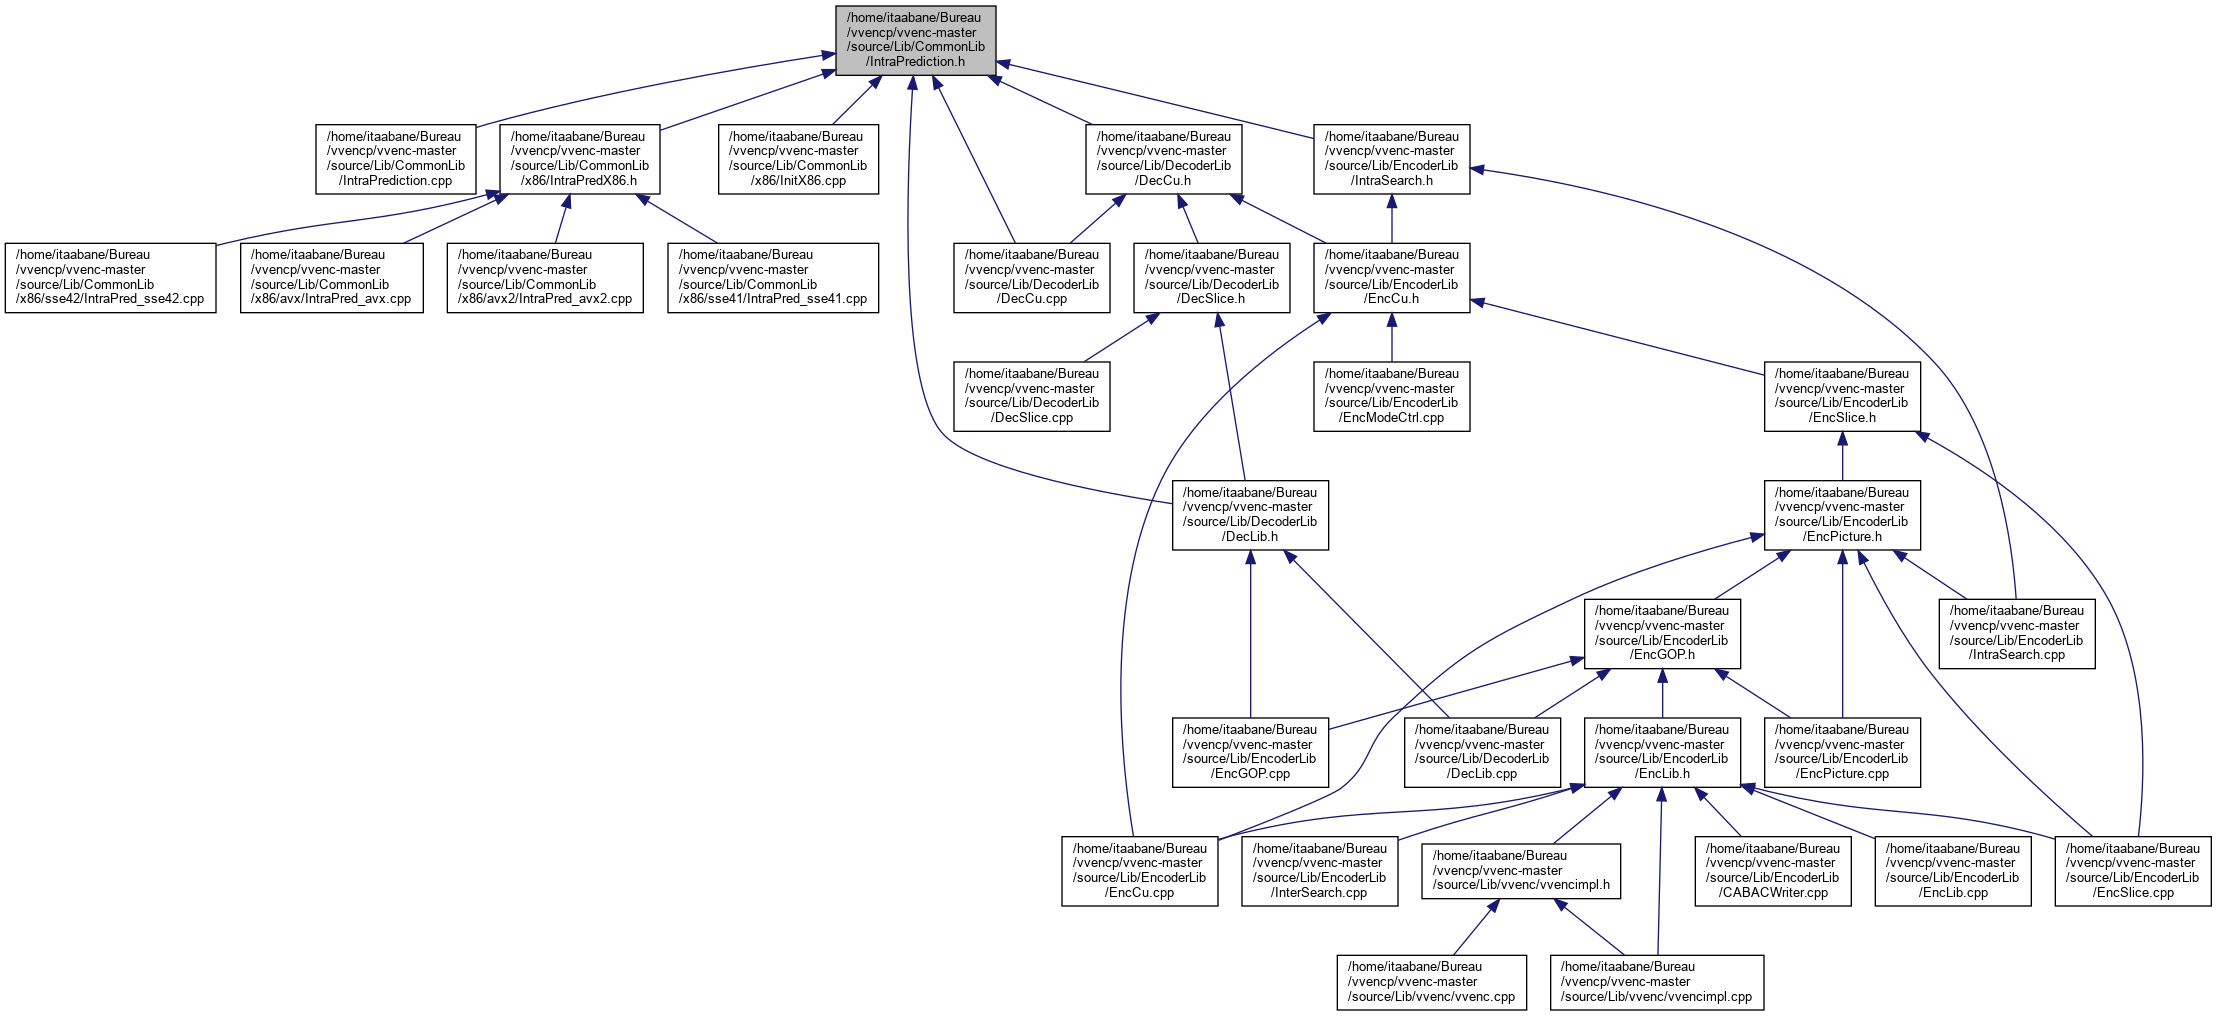 /home/itaabane/Bureau
/vvencp/vvenc-master
/source/Lib/CommonLib
/IntraPrediction.h
/home/itaabane/Bureau
/vvencp/vvenc-master
/source/Lib/CommonLib
/IntraPrediction.cpp
/home/itaabane/Bureau
/vvencp/vvenc-master
/source/Lib/CommonLib
/x86/IntraPredX86.h
/home/itaabane/Bureau
/vvencp/vvenc-master
/source/Lib/CommonLib
/x86/InitX86.cpp
/home/itaabane/Bureau
/vvencp/vvenc-master
/source/Lib/DecoderLib
/DecCu.h
/home/itaabane/Bureau
/vvencp/vvenc-master
/source/Lib/EncoderLib
/IntraSearch.h
/home/itaabane/Bureau
/vvencp/vvenc-master
/source/Lib/CommonLib
/x86/sse42/IntraPred_sse42.cpp
/home/itaabane/Bureau
/vvencp/vvenc-master
/source/Lib/CommonLib
/x86/avx/IntraPred_avx.cpp
/home/itaabane/Bureau
/vvencp/vvenc-master
/source/Lib/CommonLib
/x86/avx2/IntraPred_avx2.cpp
/home/itaabane/Bureau
/vvencp/vvenc-master
/source/Lib/CommonLib
/x86/sse41/IntraPred_sse41.cpp
/home/itaabane/Bureau
/vvencp/vvenc-master
/source/Lib/DecoderLib
/DecCu.cpp
/home/itaabane/Bureau
/vvencp/vvenc-master
/source/Lib/DecoderLib
/DecSlice.h
/home/itaabane/Bureau
/vvencp/vvenc-master
/source/Lib/EncoderLib
/EncCu.h
/home/itaabane/Bureau
/vvencp/vvenc-master
/source/Lib/DecoderLib
/DecSlice.cpp
/home/itaabane/Bureau
/vvencp/vvenc-master
/source/Lib/EncoderLib
/EncModeCtrl.cpp
/home/itaabane/Bureau
/vvencp/vvenc-master
/source/Lib/EncoderLib
/EncSlice.h
/home/itaabane/Bureau
/vvencp/vvenc-master
/source/Lib/DecoderLib
/DecLib.h
/home/itaabane/Bureau
/vvencp/vvenc-master
/source/Lib/EncoderLib
/EncPicture.h
/home/itaabane/Bureau
/vvencp/vvenc-master
/source/Lib/EncoderLib
/EncGOP.h
/home/itaabane/Bureau
/vvencp/vvenc-master
/source/Lib/EncoderLib
/IntraSearch.cpp
/home/itaabane/Bureau
/vvencp/vvenc-master
/source/Lib/EncoderLib
/EncGOP.cpp
/home/itaabane/Bureau
/vvencp/vvenc-master
/source/Lib/DecoderLib
/DecLib.cpp
/home/itaabane/Bureau
/vvencp/vvenc-master
/source/Lib/EncoderLib
/EncLib.h
/home/itaabane/Bureau
/vvencp/vvenc-master
/source/Lib/EncoderLib
/EncPicture.cpp
/home/itaabane/Bureau
/vvencp/vvenc-master
/source/Lib/EncoderLib
/EncCu.cpp
/home/itaabane/Bureau
/vvencp/vvenc-master
/source/Lib/EncoderLib
/InterSearch.cpp
/home/itaabane/Bureau
/vvencp/vvenc-master
/source/Lib/vvenc/vvencimpl.h
/home/itaabane/Bureau
/vvencp/vvenc-master
/source/Lib/EncoderLib
/CABACWriter.cpp
/home/itaabane/Bureau
/vvencp/vvenc-master
/source/Lib/EncoderLib
/EncLib.cpp
/home/itaabane/Bureau
/vvencp/vvenc-master
/source/Lib/EncoderLib
/EncSlice.cpp
/home/itaabane/Bureau
/vvencp/vvenc-master
/source/Lib/vvenc/vvenc.cpp
/home/itaabane/Bureau
/vvencp/vvenc-master
/source/Lib/vvenc/vvencimpl.cpp